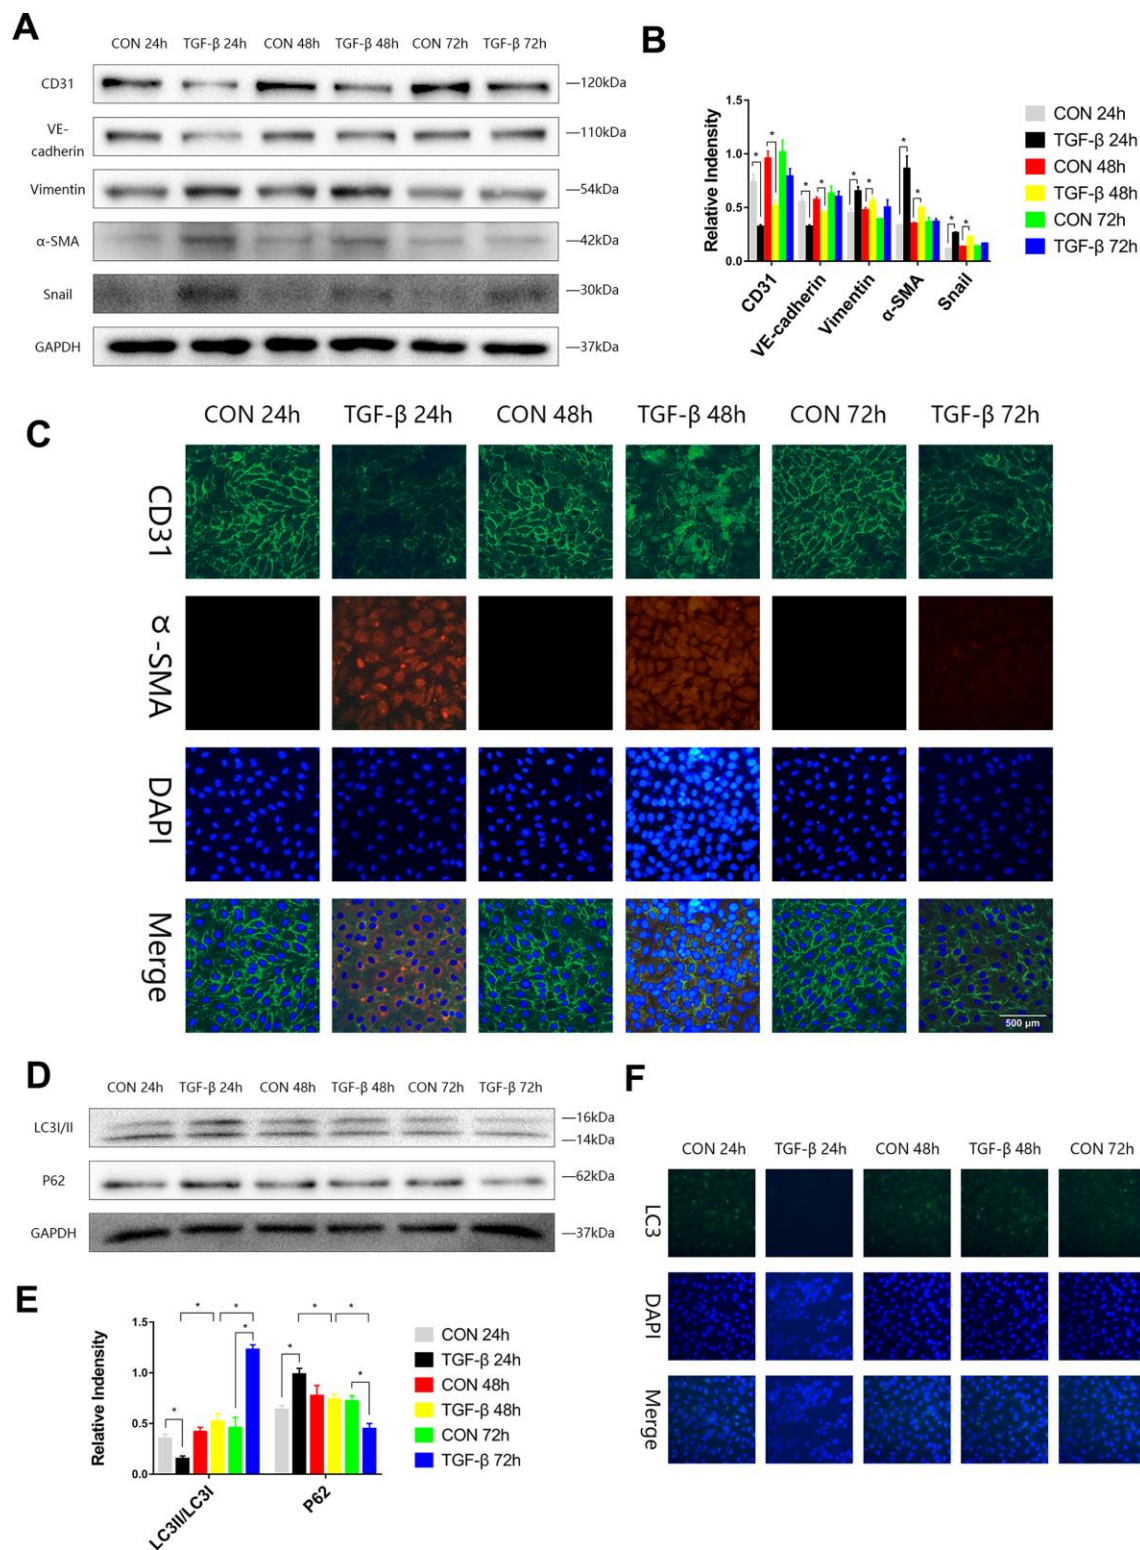 A
CON 24h TGF-β 24h CON 48h TGF-β 48h CON 72h TGF-β 72h
CD31 —120kDa
VE-
cadherin —110kDa
Vimentin —54kDa
α-SMA —42kDa
Snail —30kDa
GAPDH —37kDa
B
Relative Indensity
1.5
1.0
0.5
0.0
* * * * * * * * * *
CD31 VE-cadherin Vimentin α-SMA Snail
CON 24h
TGF-β 24h
CON 48h
TGF-β 48h
CON 72h
TGF-β 72h
C
CON 24h TGF-β 24h CON 48h TGF-β 48h CON 72h TGF-β 72h
CD31
α-SMA
DAPI
Merge
500 μm
D
CON 24h TGF-β 24h CON 48h TGF-β 48h CON 72h TGF-β 72h
LC3I/II —16kDa
—14kDa
P62 —62kDa
GAPDH —37kDa
E
Relative Indensity
1.5
1.0
0.5
0.0
* * * * * * * *
LC3II/LC3I P62
CON 24h
TGF-β 24h
CON 48h
TGF-β 48h
CON 72h
TGF-β 72h
F
CON 24h TGF-β 24h CON 48h TGF-β 48h CON 72h
LC3
DAPI
Merge